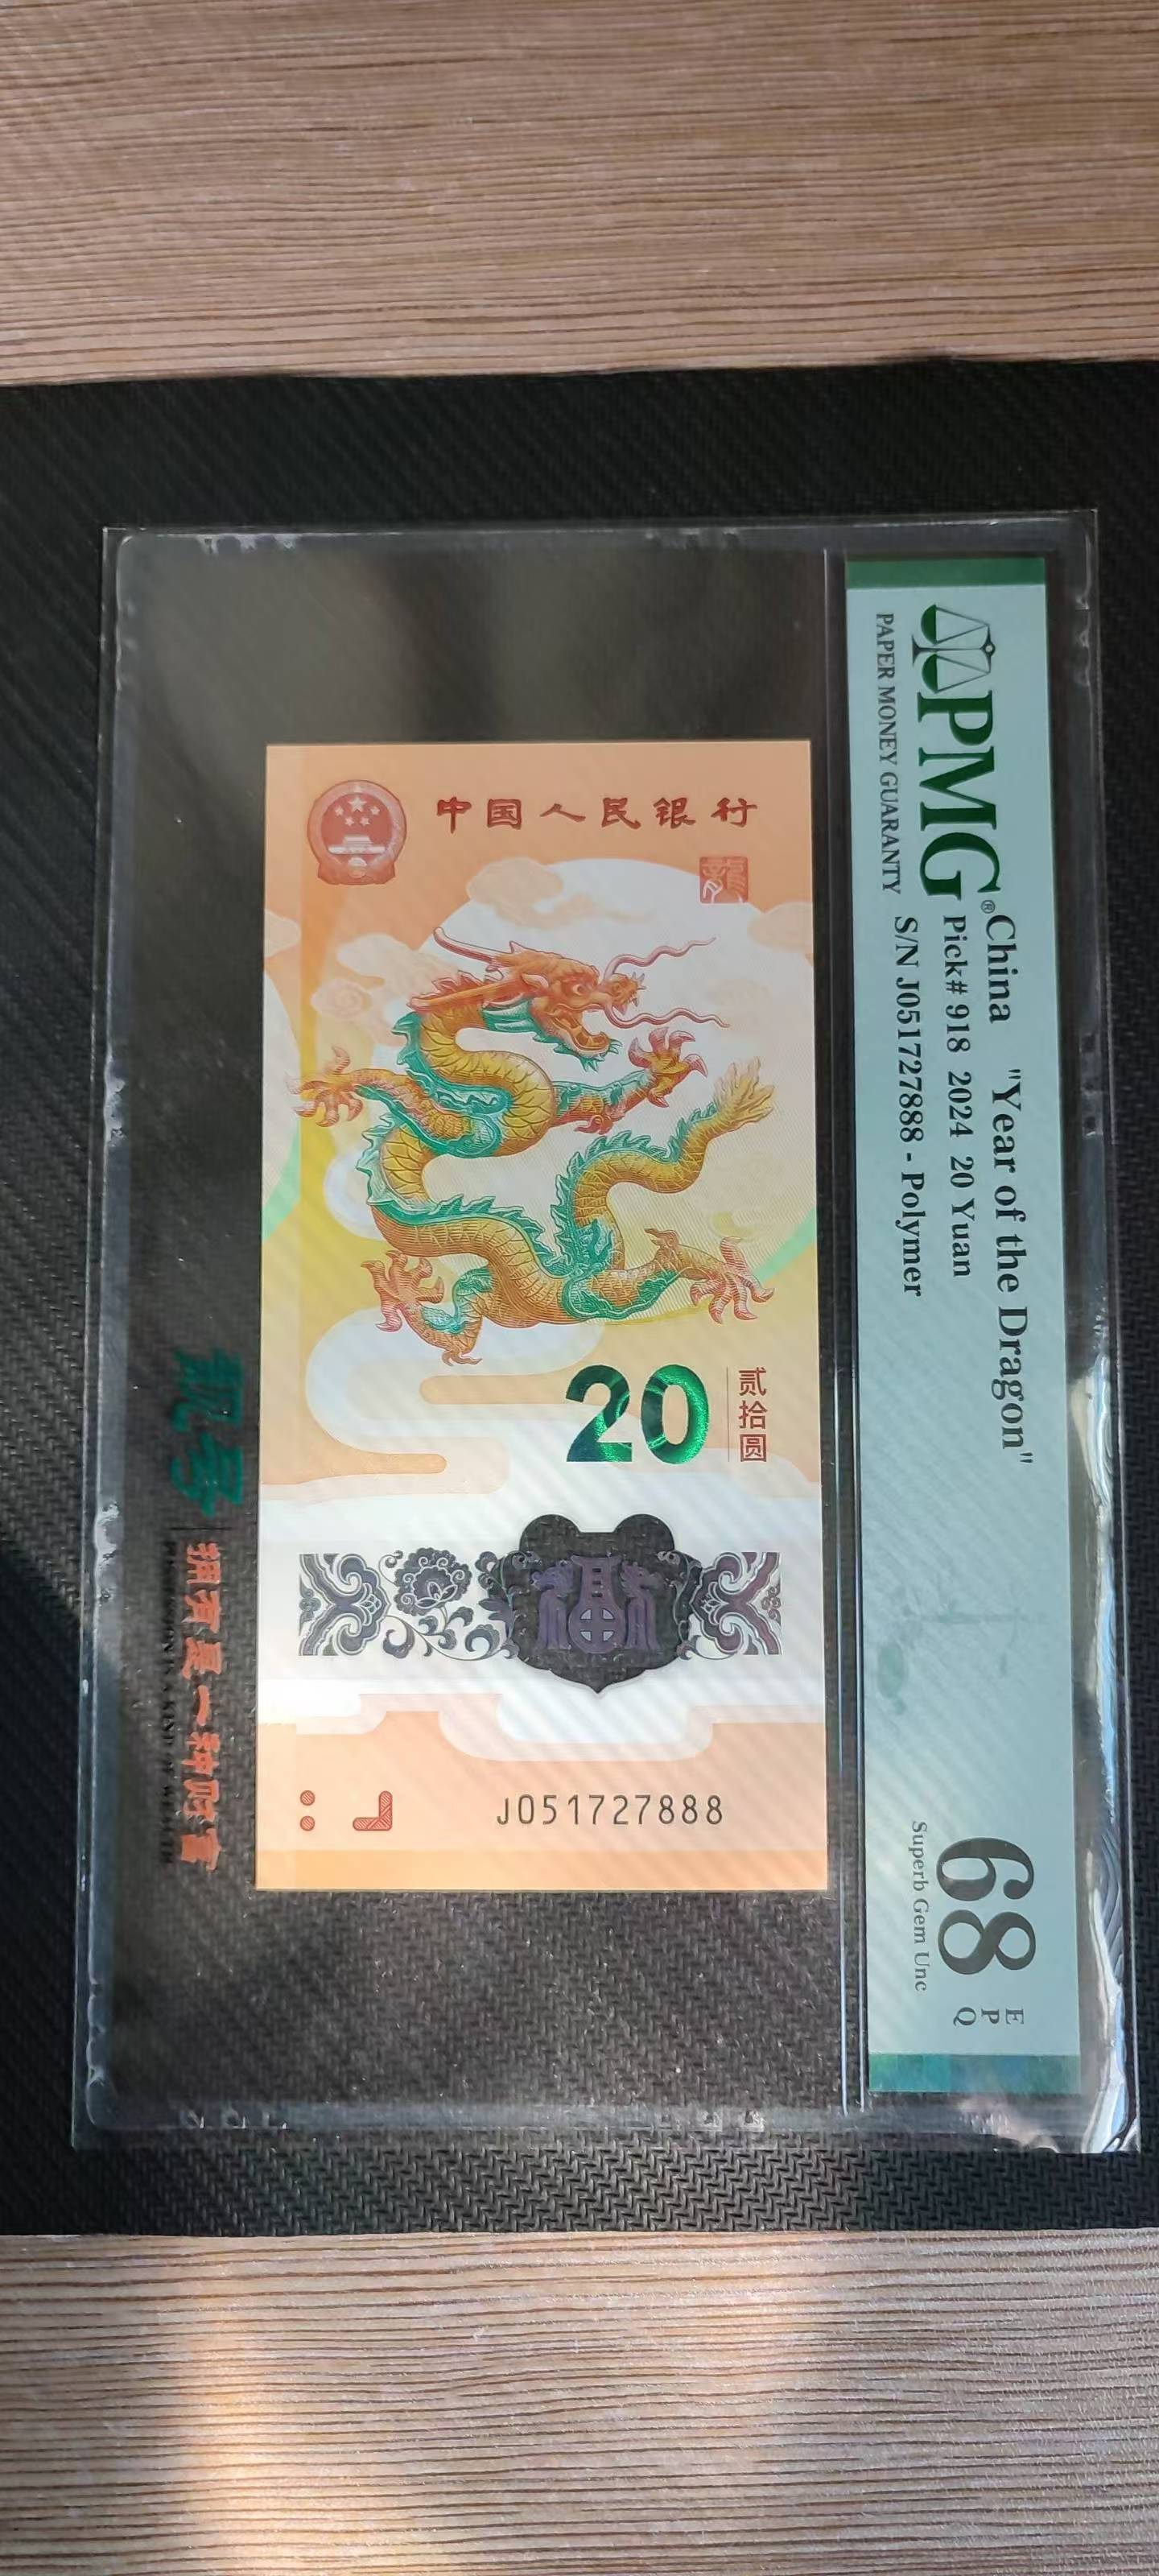 中国人民银行
龍
20
贰拾圆
J051727888
PMG®
PAPER MONEY GUARANTY
China "Year of the Dragon"
Pick# 918 2024 20 Yuan
S/N J051727888 - Polymer
68
EPQ
Superb Gem Unc
靓号
拥有是一种财富